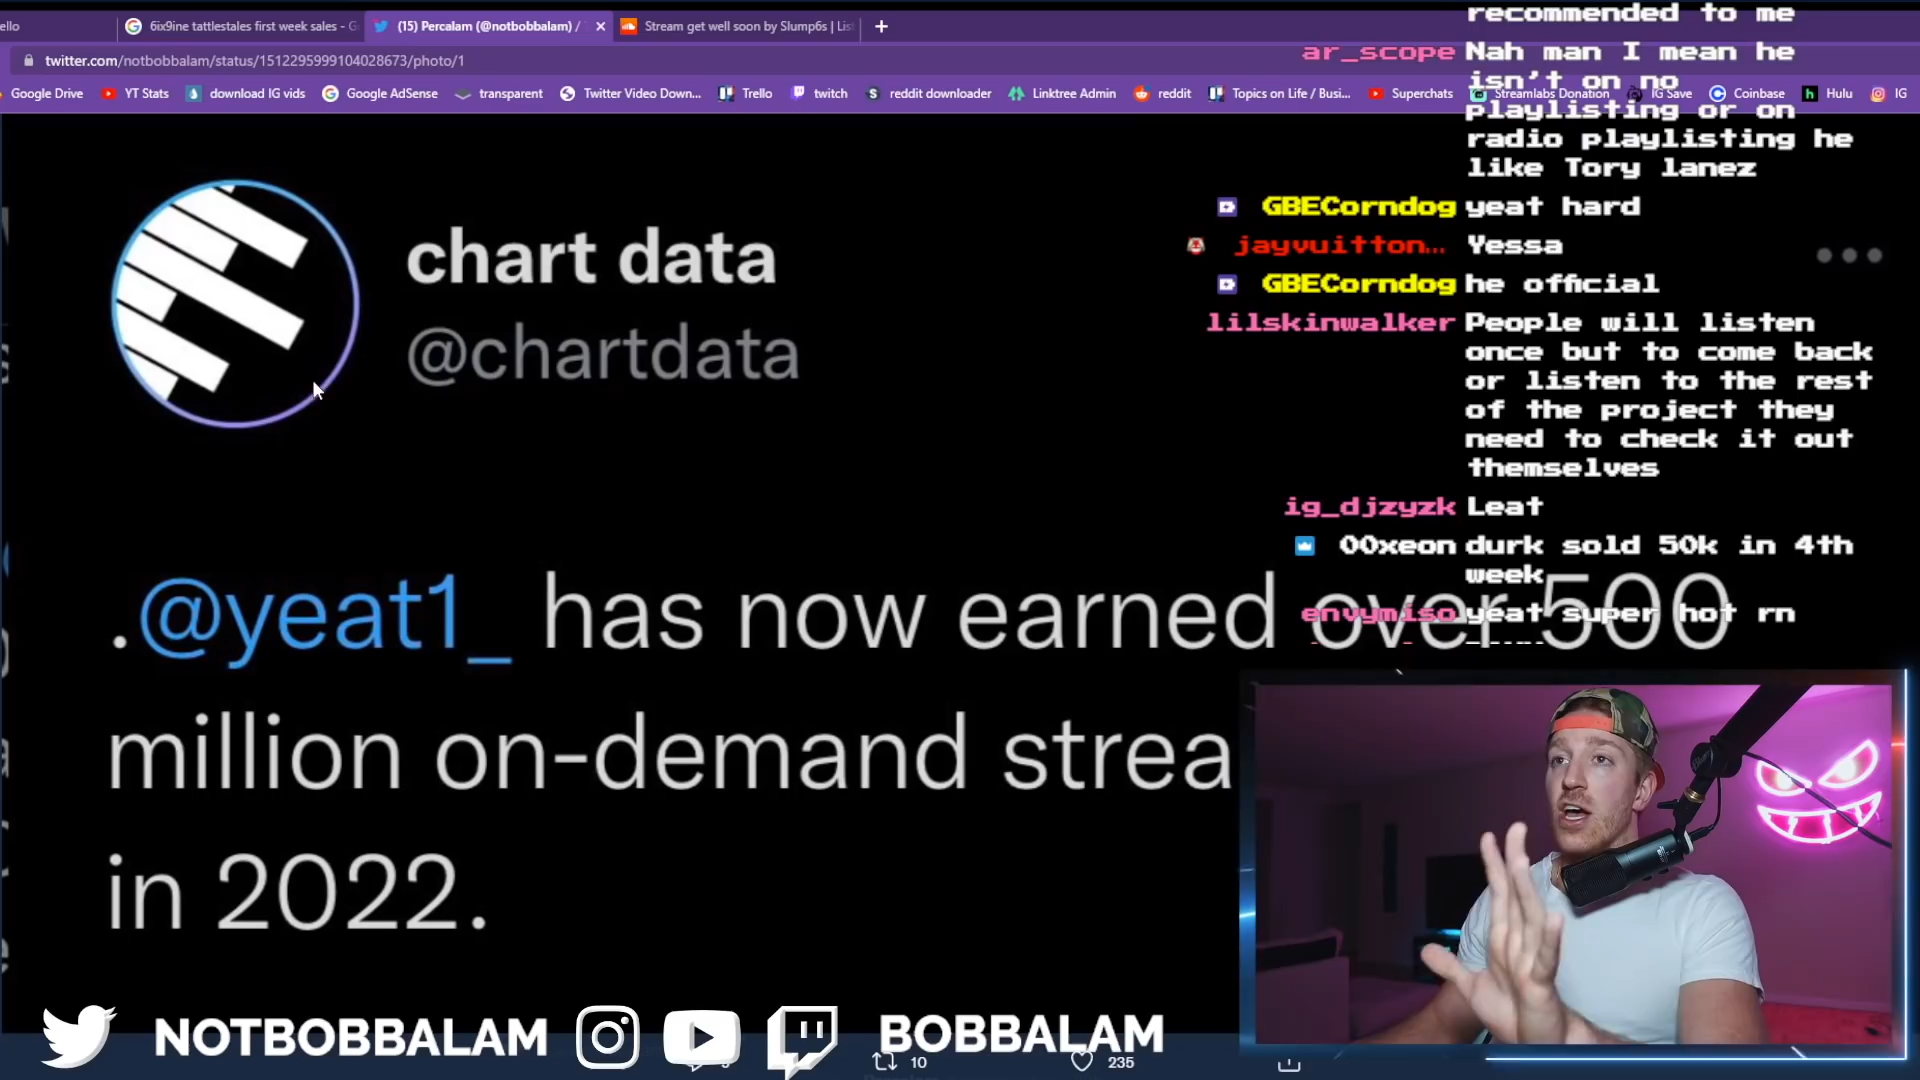 ello
6ix9ine tattlestales first week sales - G
(15) Percalam (@notbobbalam) /
Stream get well soon by Slump6s | Lis
twitter.com/notbobbalam/status/1512295999104028673/photo/1
Google Drive
YT Stats
download IG vids
Google AdSense
transparent
Twitter Video Down...
Trello
twitch
reddit downloader
Linktree Admin
reddit
Topics on Life / Busi...
Superchats
Streamlabs Donation
IG Save
Coinbase
Hulu
IG
chart data
@chartdata
.@yeat1_ has now earned over 500
million on-demand strea
in 2022.
recommended to me
ar_scope Nah man I mean he
isn't on no
playlisting or on
radio playlisting he
like Tory lanez
GBECorndog yeat hard
jayvuitton... Yessa
GBECorndog he official
lilskinwalker People will listen
once but to come back
or listen to the rest
of the project they
need to check it out
themselves
ig_djzyzk Leat
00xeon durk sold 50k in 4th
week
envymiso yeat super hot rn
NOTBOBBALAM
BOBBALAM
10
235